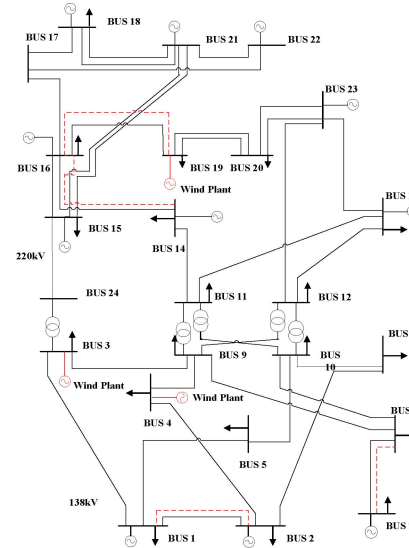 BUS 18
BUS 17
BUS 21
BUS 22
BUS 23
BUS 16
BUS 19
BUS 20
Wind Plant
BUS
BUS 15
BUS 14
220kV
BUS 24
BUS 11
BUS 12
BUS 3
BUS 9
BUS
10
BUS
Wind Plant
BUS 4
Wind Plant
BUS
BUS 5
138kV
BUS
BUS 1
BUS 2